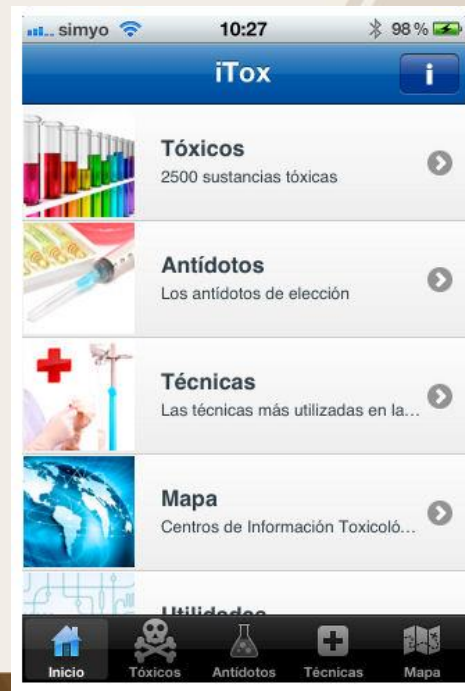 simyo 10:27 98 %
iTox i
Tóxicos
2500 sustancias tóxicas
Antídotos
Los antídotos de elección
Técnicas
Las técnicas más utilizadas en la...
Mapa
Centros de Información Toxicoló...
Utilidades
Inicio Tóxicos Antídotos Técnicas Mapa